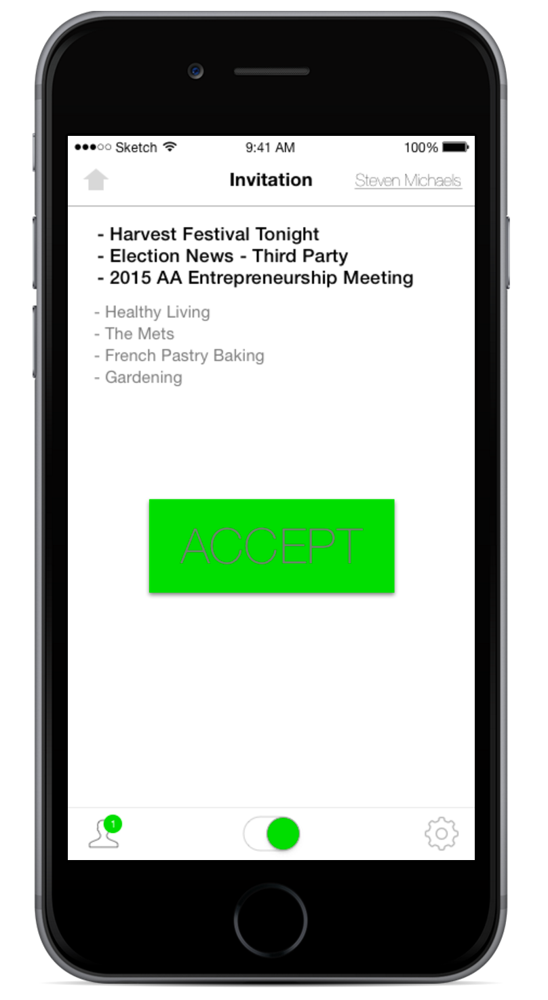 Sketch 9:41 AM 100%
Invitation Steven Michaels
- Harvest Festival Tonight
- Election News - Third Party
- 2015 AA Entrepreneurship Meeting
- Healthy Living
- The Mets
- French Pastry Baking
- Gardening
ACCEPT
1